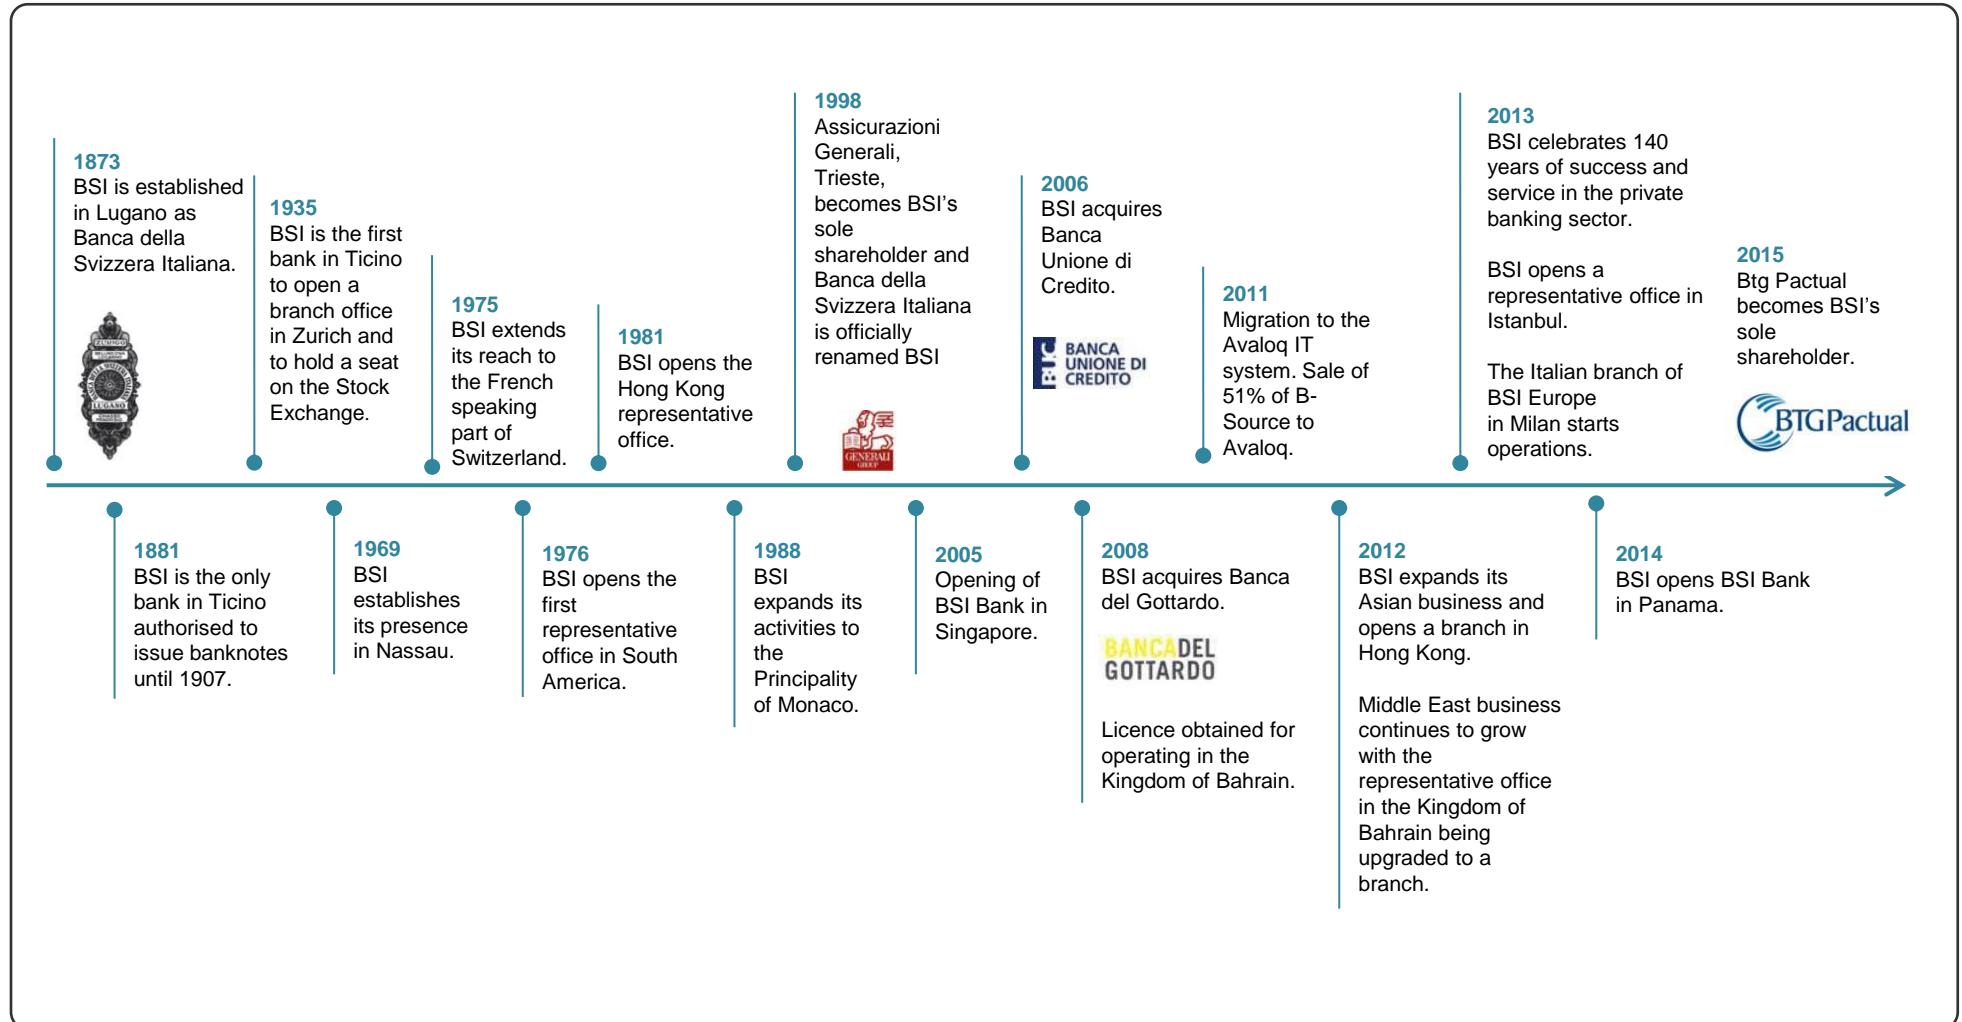 1873
BSI is established
in Lugano as
Banca della
Svizzera Italiana.
ZURIGO
LUGANO
1935
BSI is the first
bank in Ticino
to open a
branch office
in Zurich and
to hold a seat
on the Stock
Exchange.
1975
BSI extends
its reach to
the French
speaking
part of
Switzerland.
1981
BSI opens the
Hong Kong
representative
office.
1998
Assicurazioni
Generali,
Trieste,
becomes BSI’s
sole
shareholder and
Banca della
Svizzera Italiana
is officially
renamed BSI
GENERALI
GROUP
2006
BSI acquires
Banca
Unione di
Credito.
BUC
BANCA
UNIONE DI
CREDITO
2011
Migration to the
Avaloq IT
system. Sale of
51% of B-
Source to
Avaloq.
2013
BSI celebrates 140
years of success and
service in the private
banking sector.
BSI opens a
representative office in
Istanbul.
The Italian branch of
BSI Europe
in Milan starts
operations.
2015
Btg Pactual
becomes BSI’s
sole
shareholder.
BTGPactual
1881
BSI is the only
bank in Ticino
authorised to
issue banknotes
until 1907.
1969
BSI
establishes
its presence
in Nassau.
1976
BSI opens the
first
representative
office in South
America.
1988
BSI
expands its
activities to
the
Principality
of Monaco.
2005
Opening of
BSI Bank in
Singapore.
2008
BSI acquires Banca
del Gottardo.
BANCADEL
GOTTARDO
Licence obtained for
operating in the
Kingdom of Bahrain.
2012
BSI expands its
Asian business and
opens a branch in
Hong Kong.
Middle East business
continues to grow
with the
representative office
in the Kingdom of
Bahrain being
upgraded to a
branch.
2014
BSI opens BSI Bank
in Panama.